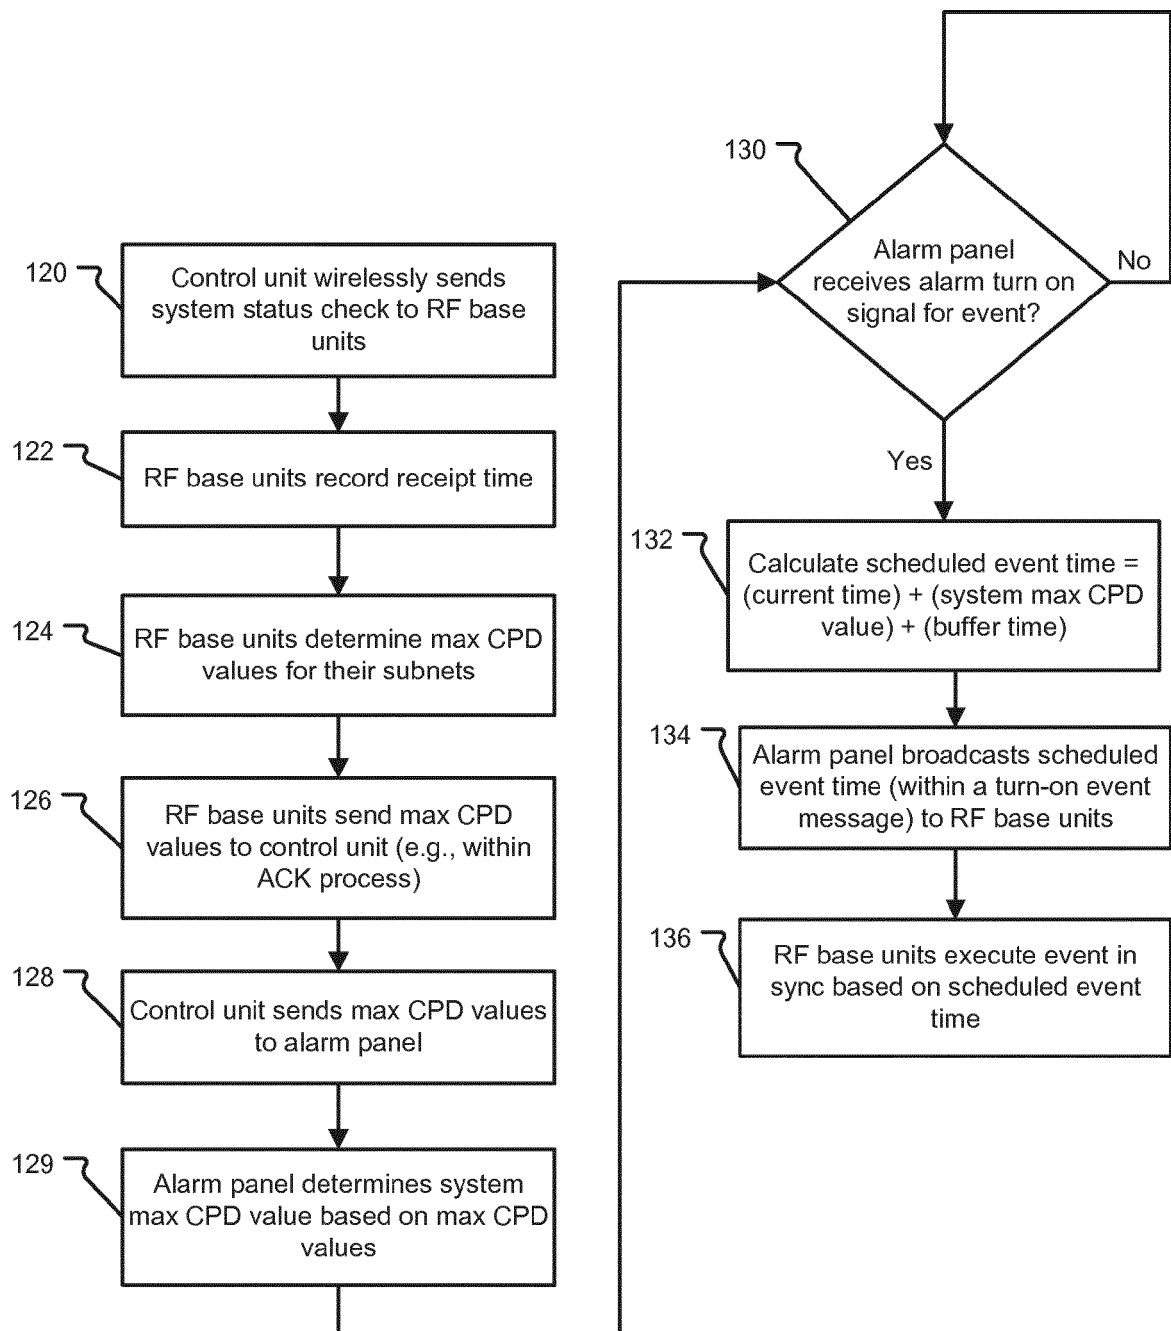 120
Control unit wirelessly sends
system status check to RF base
units
122
RF base units record receipt time
124
RF base units determine max CPD
values for their subnets
126
RF base units send max CPD
values to control unit (e.g., within
ACK process)
128
Control unit sends max CPD values
to alarm panel
129
Alarm panel determines system
max CPD value based on max CPD
values
130
Alarm panel
receives alarm turn on
signal for event?
No
Yes
132
Calculate scheduled event time =
(current time) + (system max CPD
value) + (buffer time)
134
Alarm panel broadcasts scheduled
event time (within a turn-on event
message) to RF base units
136
RF base units execute event in
sync based on scheduled event
time